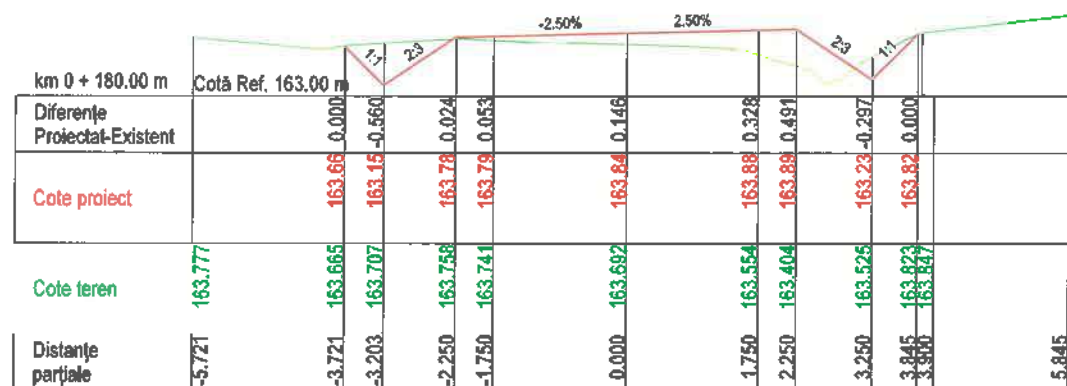 -2.50% 2.50%
1:1 2:3 2:3 1:1
km 0 + 180.00 m Cotă Ref. 163.00 m
Diferențe
Proiectat-Existent
0.000 -0.560 0.024 0.053 0.146 0.328 0.491 -0.297 0.000
Cote proiect
163.66 163.15 163.78 163.79 163.84 163.88 163.89 163.23 163.82
Cote teren
163.777 163.665 163.707 163.758 163.741 163.692 163.554 163.404 163.525 163.823 163.847
Distanțe
parțiale
-5.721 -3.721 -3.203 -2.250 -1.750 0.000 1.750 2.250 3.250 3.845 3.900 5.845